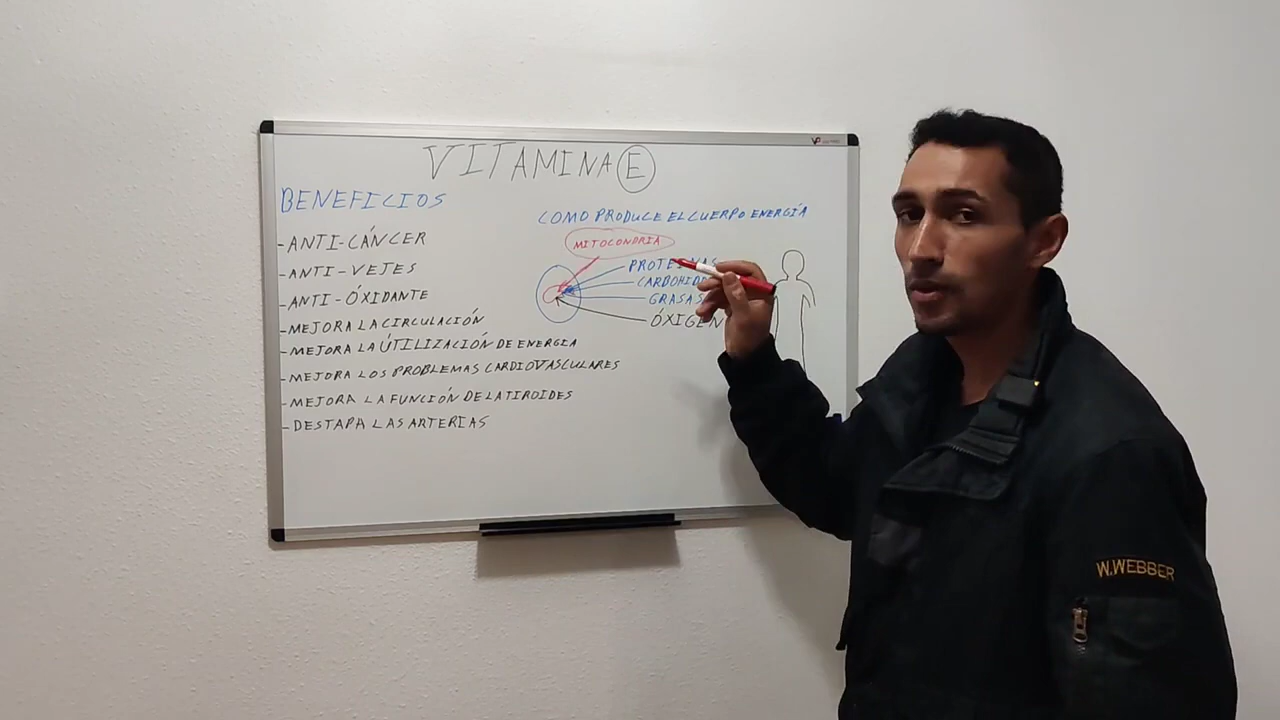 VITAMINA E
BENEFICIOS
-ANTI-CÁNCER
-ANTI-VEJES
-ANTI-ÓXIDANTE
-MEJORA LA CIRCULACIÓN
-MEJORA LA ÚTILIZACIÓN DE ENERGIA
-MEJORA LOS PROBLEMAS CARDIOVASCULARES
-MEJORA LA FUNCIÓN DE LA TIROIDES
-DESTAPA LAS ARTERIAS
COMO PRODUCE EL CUERPO ENERGÍA
MITOCONDRIA
PROTEINAS
CARBOHID
GRASAS
ÓXIGEN
W.WEBBER